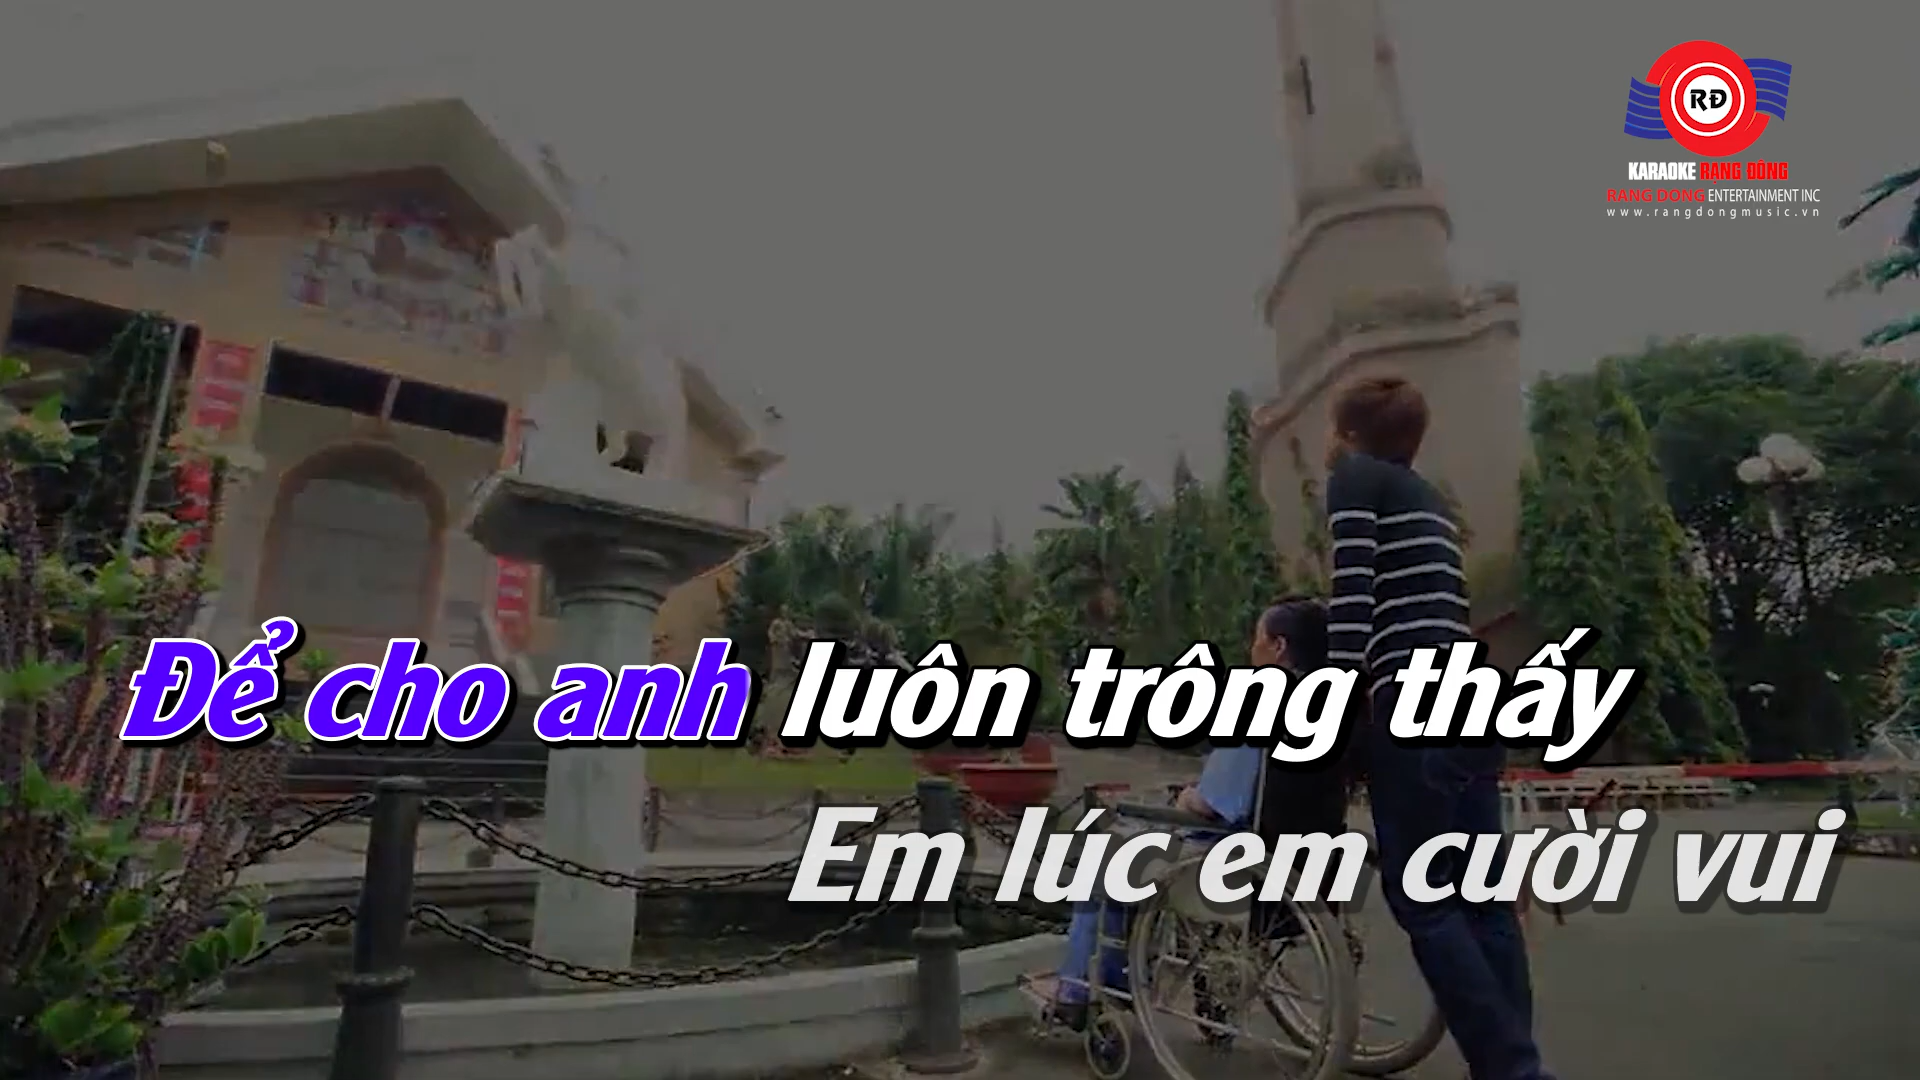 RĐ
KARAOKE RẠNG ĐÔNG
RANG DONG ENTERTAINMENT INC
www.rangdongmusic.vn
Để cho anh luôn trông thấy
Em lúc em cười vui